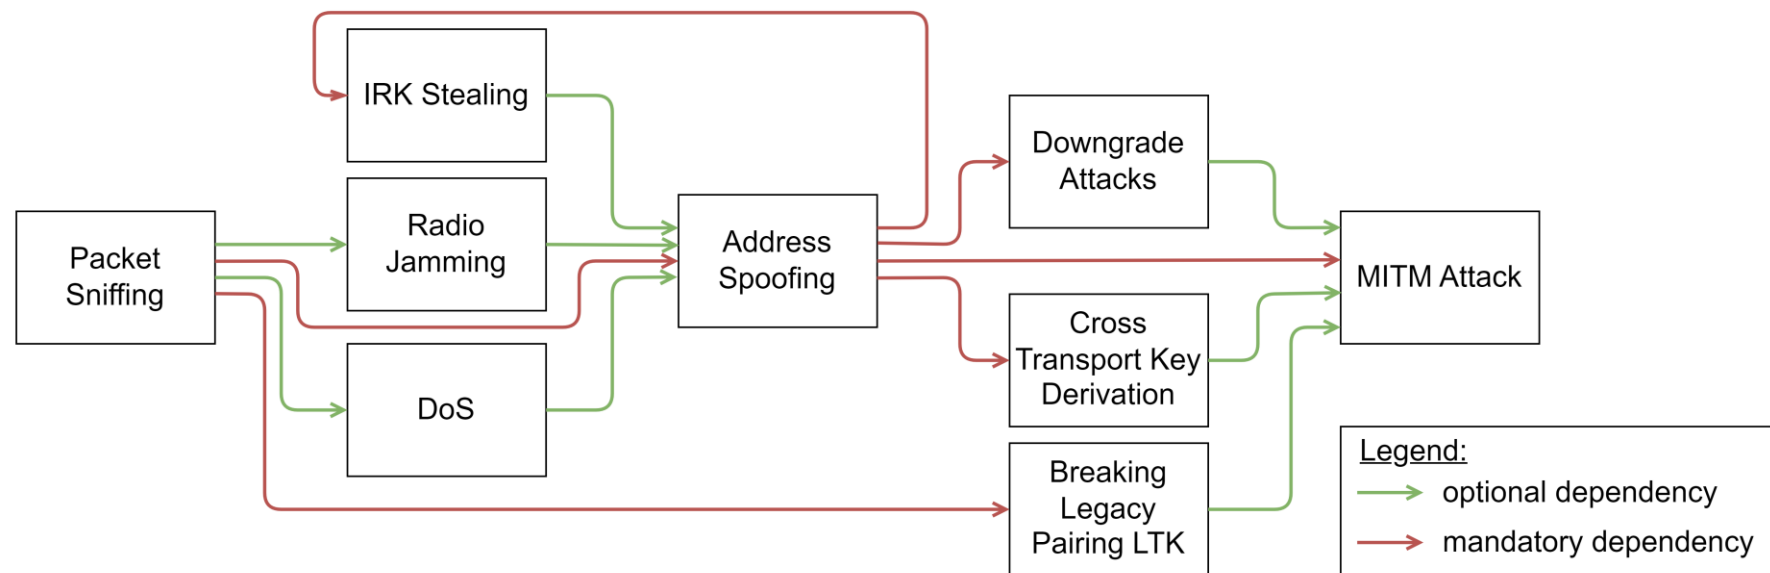 IRK Stealing
Radio
Jamming
Packet
Sniffing
DoS
Address
Spoofing
Downgrade
Attacks
Cross
Transport Key
Derivation
Breaking
Legacy
Pairing LTK
MITM Attack
Legend:
optional dependency
mandatory dependency